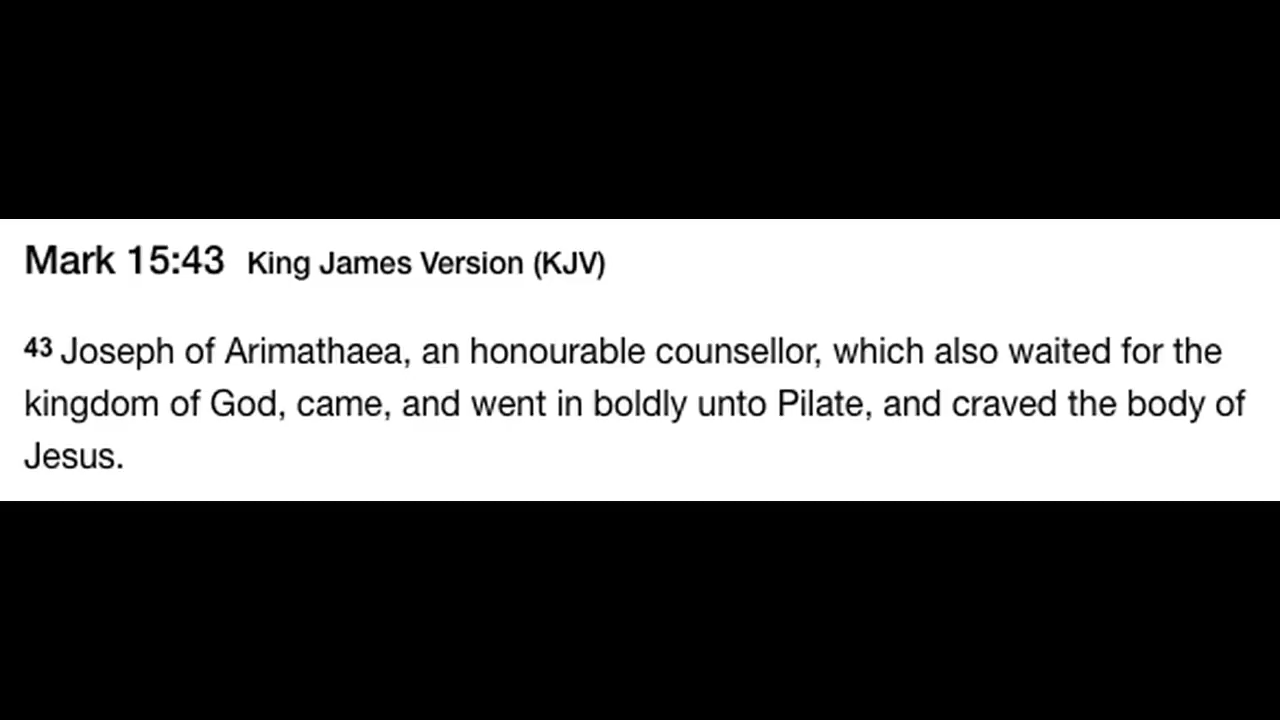 Mark 15:43 King James Version (KJV)
43 Joseph of Arimathaea, an honourable counsellor, which also waited for the
kingdom of God, came, and went in boldly unto Pilate, and craved the body of
Jesus.